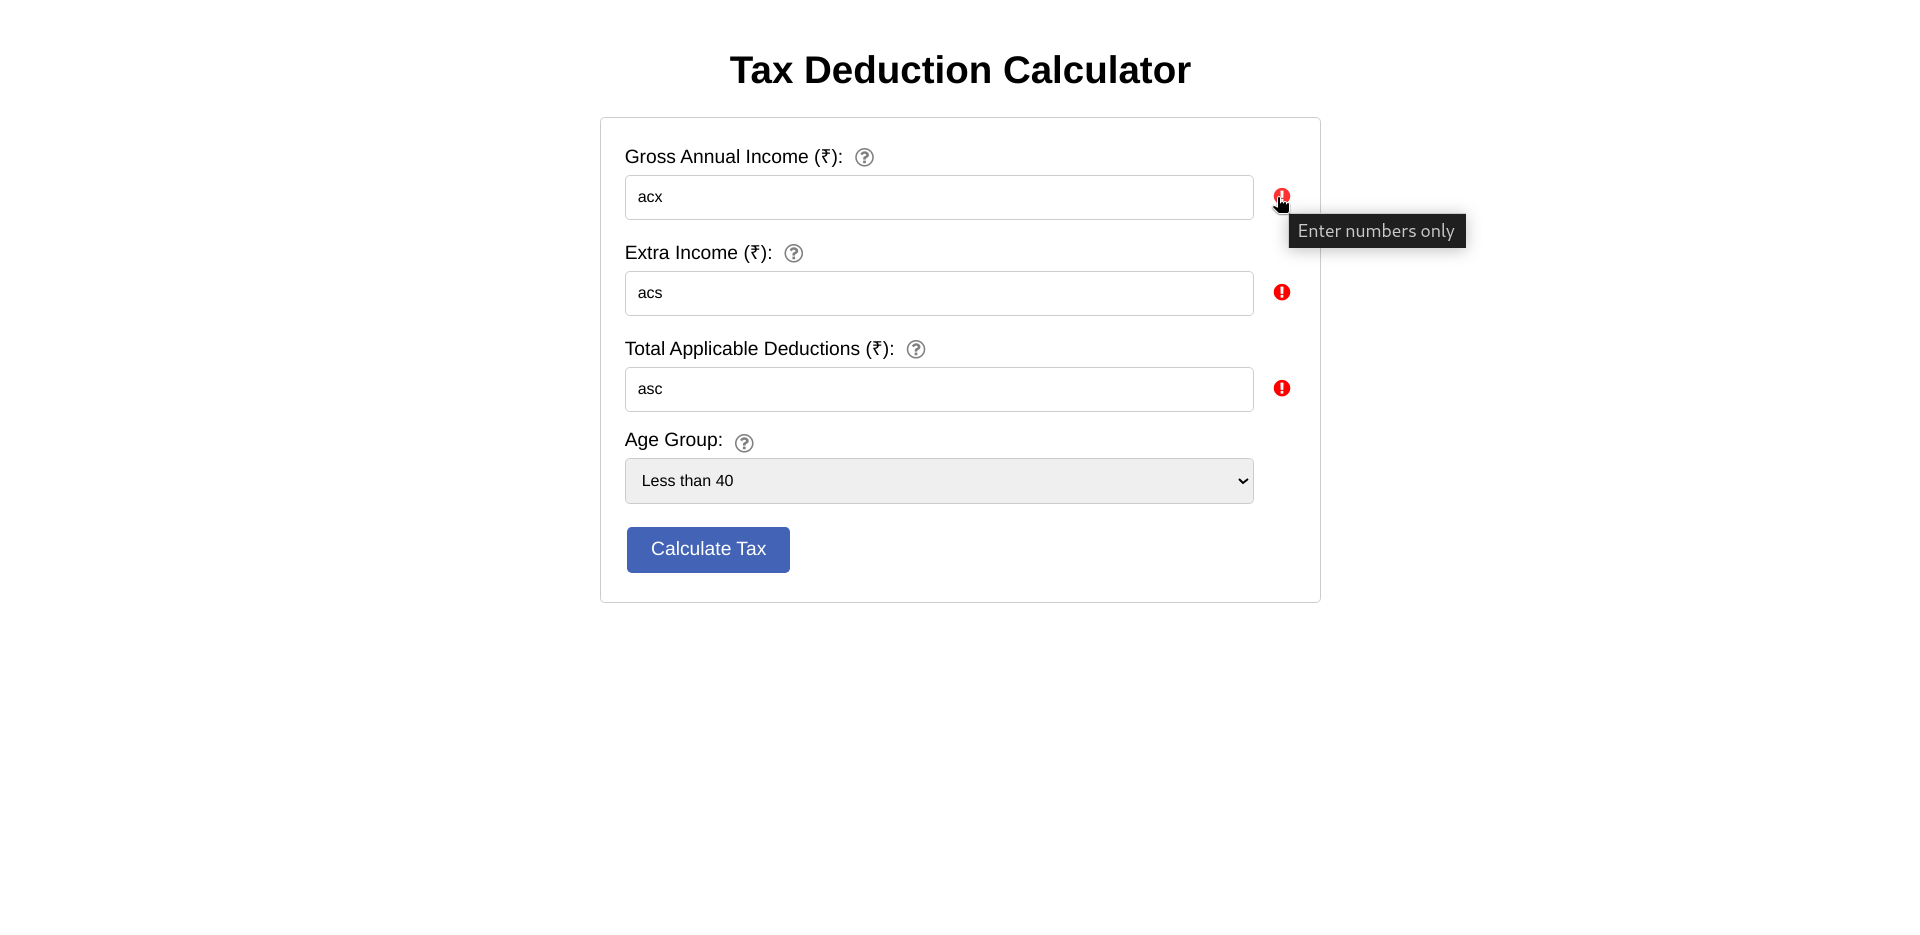 Tax Deduction Calculator
Gross Annual Income (₹): ?
acx
!
Enter numbers only
Extra Income (₹): ?
acs
!
Total Applicable Deductions (₹): ?
asc
!
Age Group: ?
Less than 40
Calculate Tax